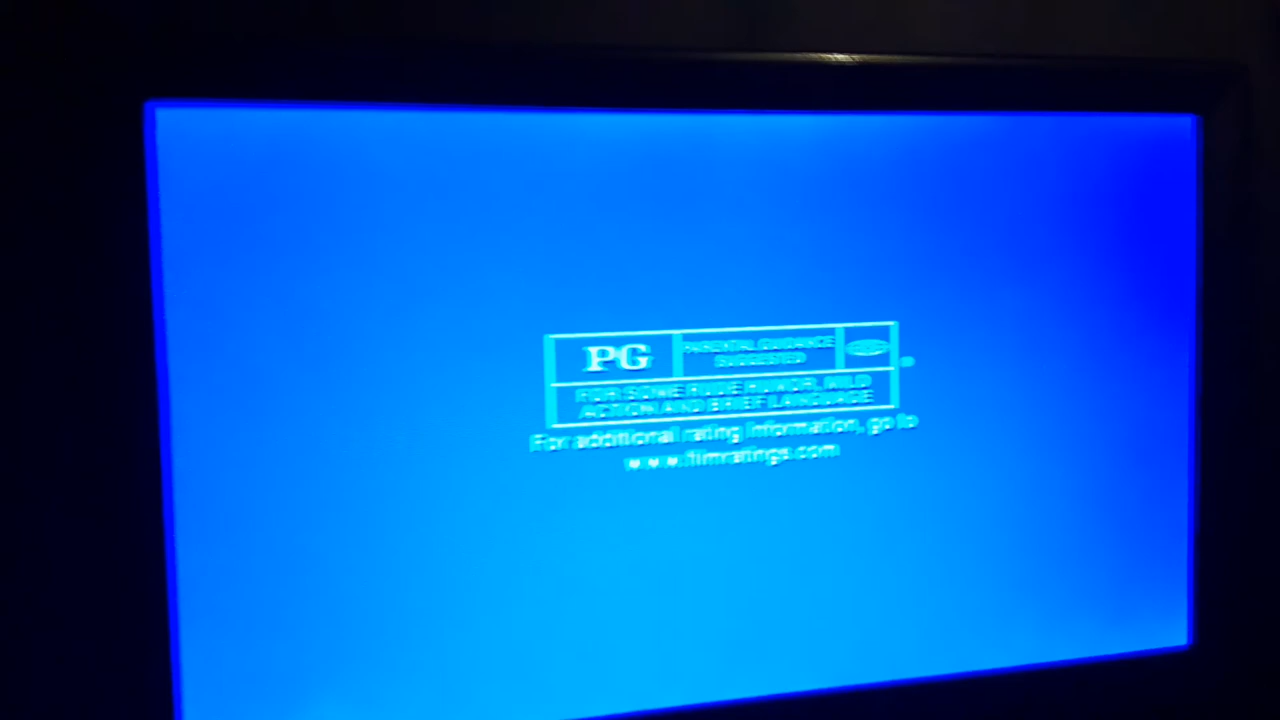 PG
PARENTAL GUIDANCE
SUGGESTED
FOR SOME RUDE HUMOR, MILD
ACTION AND BRIEF LANGUAGE
For additional rating information, go to
www.filmratings.com